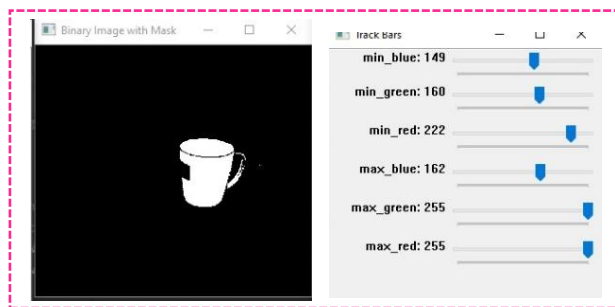 Binary Image with Mask
Track Bars
min_blue: 149
min_green: 160
min_red: 222
max_blue: 162
max_green: 255
max_red: 255